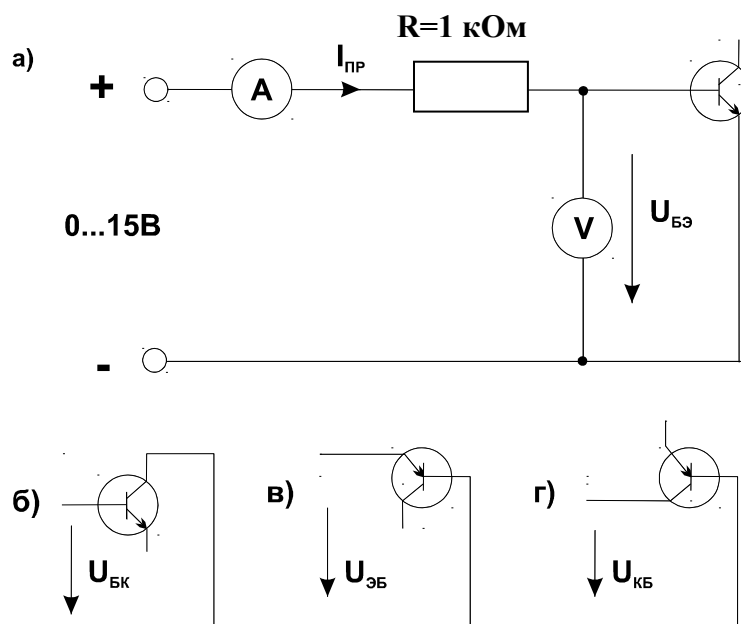 R=1 кОм
а)
IПР
+
A
0...15В
V
UБЭ
-
б)
UБК
в)
UЭБ
г)
UКБ